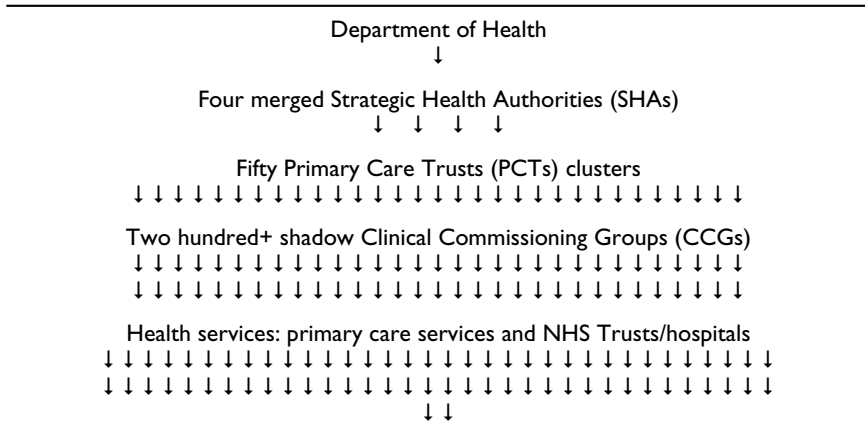 Department of Health
↓
Four merged Strategic Health Authorities (SHAs)
↓ ↓ ↓ ↓
Fifty Primary Care Trusts (PCTs) clusters
↓ ↓ ↓ ↓ ↓ ↓ ↓ ↓ ↓ ↓ ↓ ↓ ↓ ↓ ↓ ↓ ↓ ↓ ↓ ↓ ↓ ↓ ↓ ↓ ↓ ↓ ↓ ↓ ↓ ↓ ↓
Two hundred+ shadow Clinical Commissioning Groups (CCGs)
↓ ↓ ↓ ↓ ↓ ↓ ↓ ↓ ↓ ↓ ↓ ↓ ↓ ↓ ↓ ↓ ↓ ↓ ↓ ↓ ↓ ↓ ↓ ↓ ↓ ↓ ↓ ↓ ↓ ↓ ↓
↓ ↓ ↓ ↓ ↓ ↓ ↓ ↓ ↓ ↓ ↓ ↓ ↓ ↓ ↓ ↓ ↓ ↓ ↓ ↓ ↓ ↓ ↓ ↓ ↓ ↓ ↓ ↓ ↓ ↓ ↓
Health services: primary care services and NHS Trusts/hospitals
↓ ↓ ↓ ↓ ↓ ↓ ↓ ↓ ↓ ↓ ↓ ↓ ↓ ↓ ↓ ↓ ↓ ↓ ↓ ↓ ↓ ↓ ↓ ↓ ↓ ↓ ↓ ↓ ↓ ↓ ↓ ↓ ↓ ↓
↓ ↓ ↓ ↓ ↓ ↓ ↓ ↓ ↓ ↓ ↓ ↓ ↓ ↓ ↓ ↓ ↓ ↓ ↓ ↓ ↓ ↓ ↓ ↓ ↓ ↓ ↓ ↓ ↓ ↓ ↓ ↓ ↓ ↓
↓ ↓